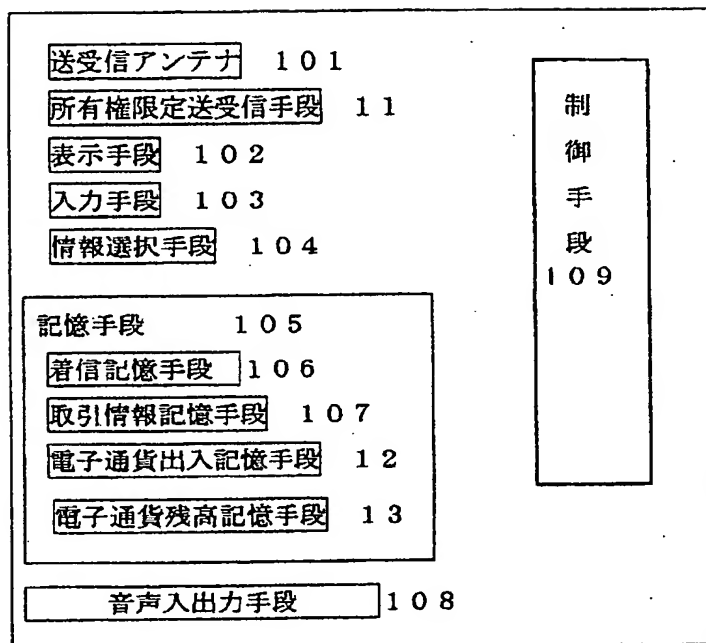 送受信アンテナ 101
所有権限定送受信手段 11
表示手段 102
入力手段 103
情報選択手段 104
記憶手段 105
着信記憶手段 106
取引情報記憶手段 107
電子通貨出入記憶手段 12
電子通貨残高記憶手段 13
音声入出力手段 108
制御手段
109